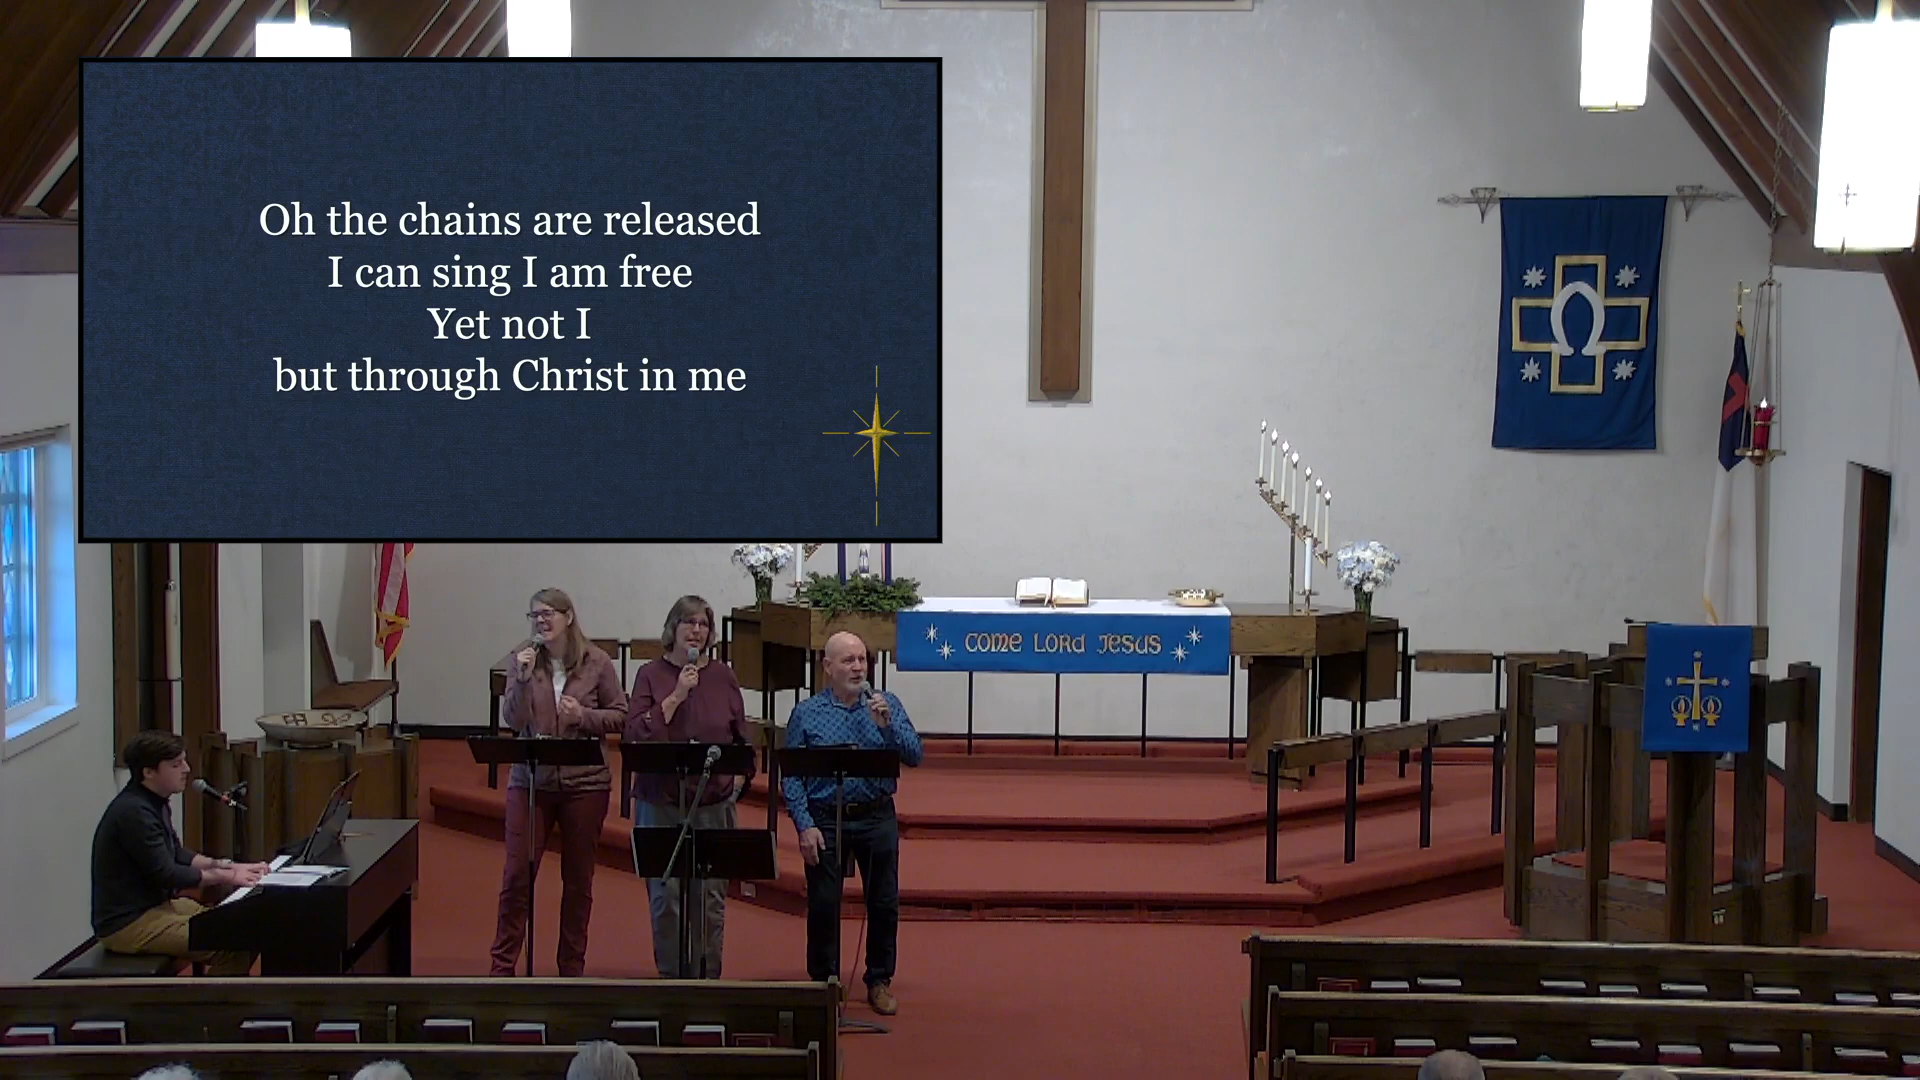 Oh the chains are released
I can sing I am free
Yet not I
but through Christ in me
COME LORD JESUS